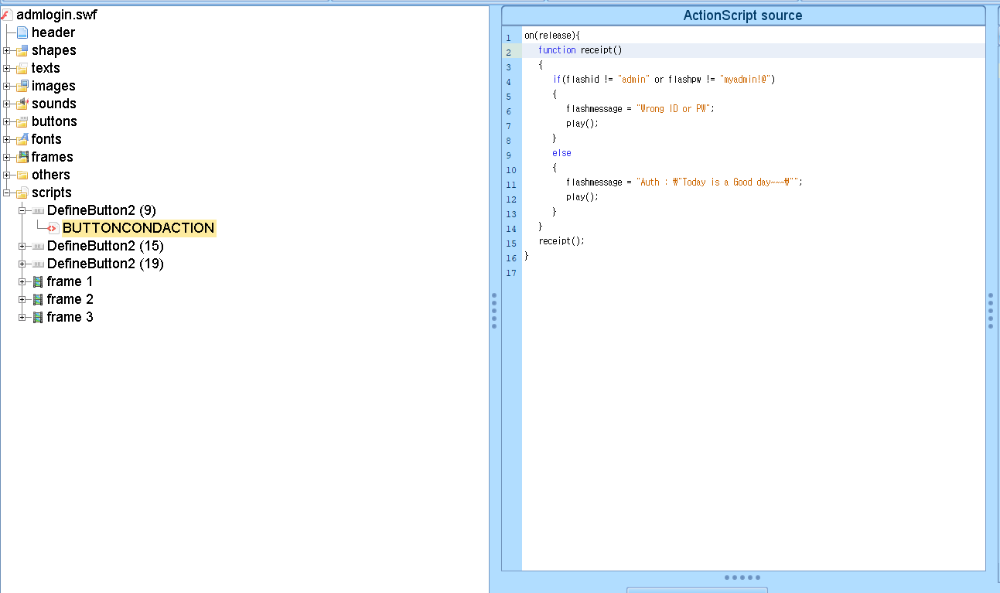 admlogin.swf
header
shapes
texts
images
sounds
buttons
fonts
frames
others
scripts
DefineButton2 (9)
BUTTONCONDACTION
DefineButton2 (15)
DefineButton2 (19)
frame 1
frame 2
frame 3
ActionScript source
1 on(release){
2 function receipt()
3 {
4 if(flashid != "admin" or flashpw != "myadmin!@")
5 {
6 flashmessage = "Wrong ID or PW";
7 play();
8 }
9 else
10 {
11 flashmessage = "Auth : ₩"Today is a Good day~~~₩"";
12 play();
13 }
14 }
15 receipt();
16 }
17